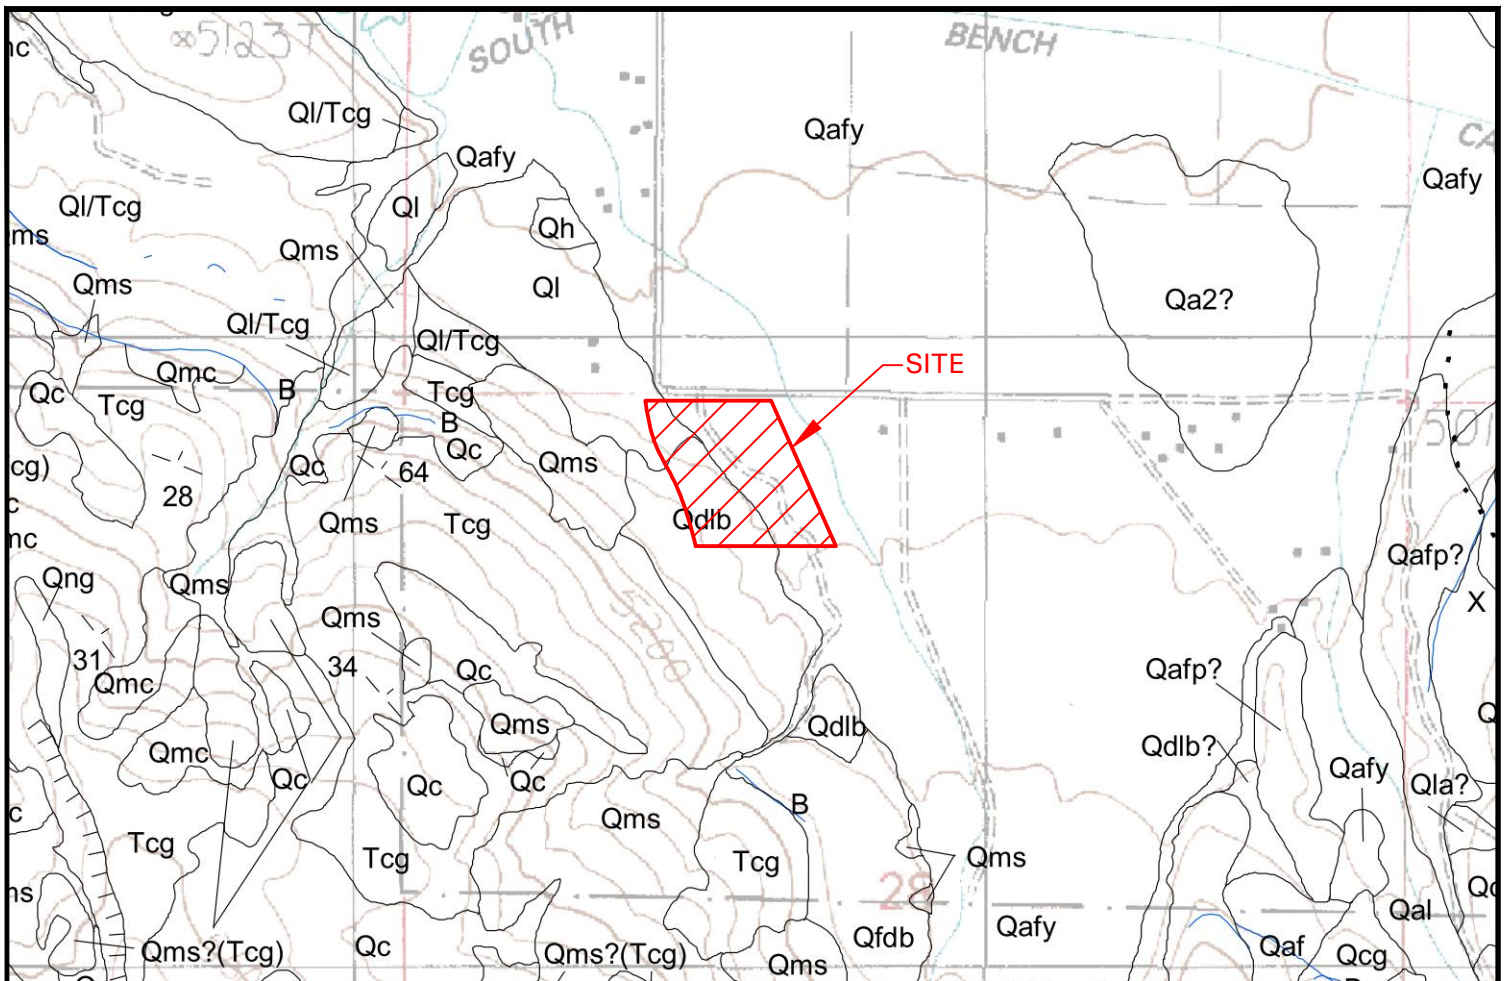 51237
SOUTH
BENCH
Ql/Tcg
Qafy
Qafy
Qafy
Ql/Tcg
Ql
Qh
Qms
Ql
Qms
Qa2?
Ql/Tcg
Ql/Tcg
SITE
Qmc
Qc
Tcg
B
Tcg
B
Qc
Qc
Qms
64
28
Qms
Tcg
Qdlb
Qafp?
Qng
Qms
X
Qms
5200
31
34
Qmc
Qc
Qafp?
Qms
Qdlb
Qmc
Qdlb?
Qafy
Qc
Qc
Qc
Qla?
B
Qms
Tcg
Tcg
Tcg
Qms
28
Qal
Qms?(Tcg)
Qc
Qms?(Tcg)
Qfdb
Qafy
Qaf
Qcg
Qms